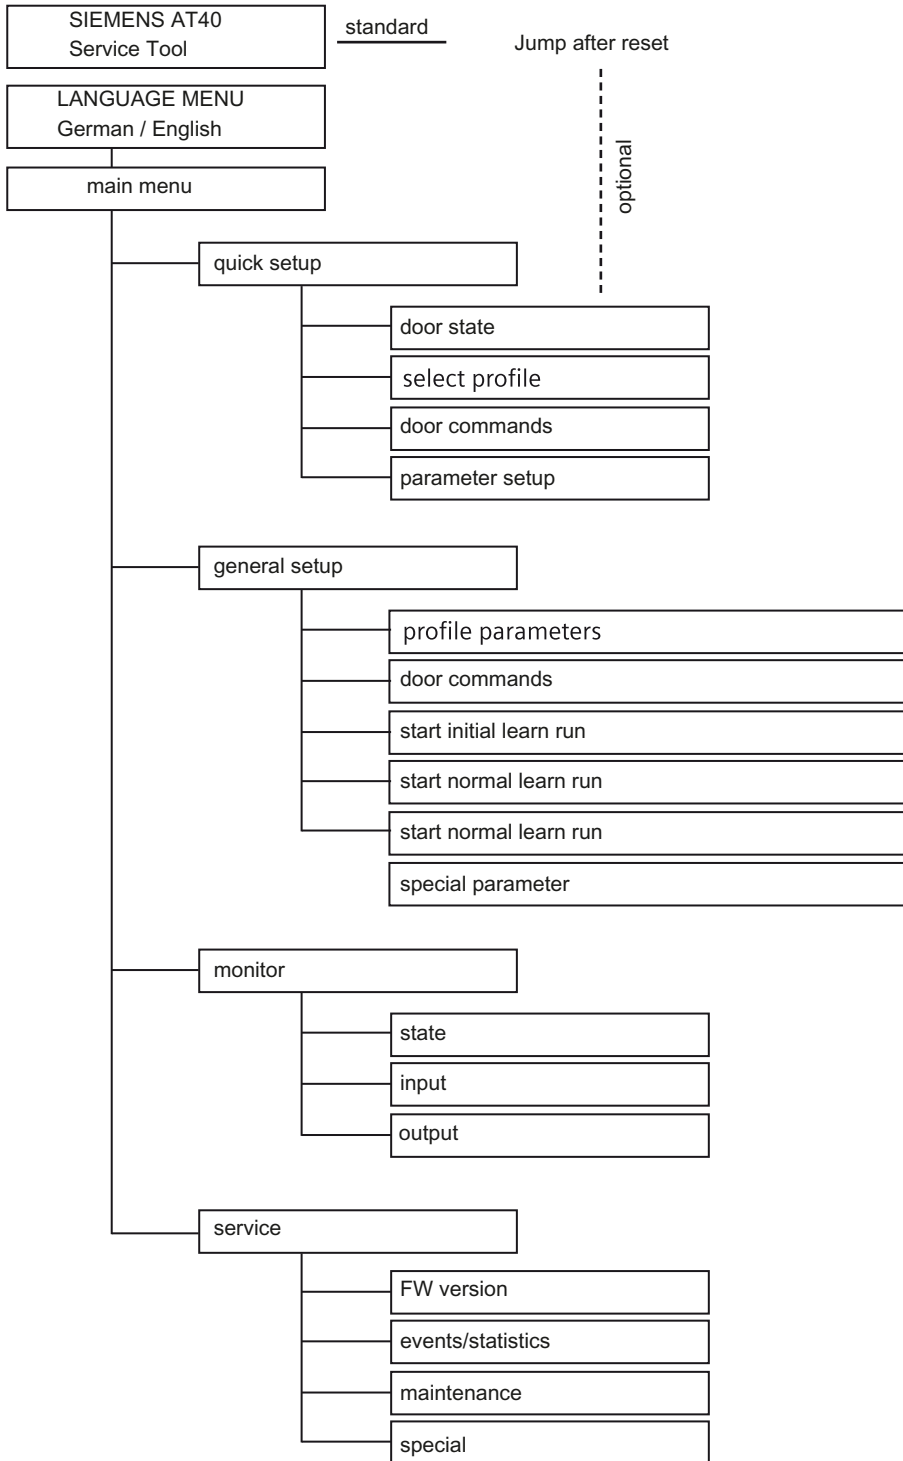 SIEMENS AT40
Service Tool
standard
Jump after reset
LANGUAGE MENU
German / English
optional
main menu
quick setup
door state
select profile
door commands
parameter setup
general setup
profile parameters
door commands
start initial learn run
start normal learn run
start normal learn run
special parameter
monitor
state
input
output
service
FW version
events/statistics
maintenance
special